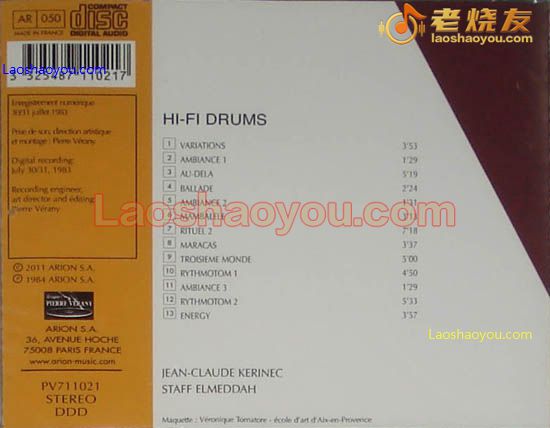 AR 050
MADE IN FRANCE
COMPACT
disc
DIGITAL AUDIO
老烧友
laoshaoyou.com
Laoshaoyou.com
3 325487 110217
Enregistrement numérique
30/31 juillet 1983
Prise de son, direction artistique
et montage : Pierre Vérany
Digital recording:
July 30/31, 1983
Recording engineer,
art director and editing:
Pierre Vérany
HI-FI DRUMS
1 VARIATIONS 3'53
2 AMBIANCE 1 1'29
3 AU-DELA 5'19
4 BALLADE 2'24
5 AMBIANCE 2 1'31
6 MAMBALELE
7 RITUEL 2 7'18
8 MARACAS 3'37
9 TROISIEME MONDE 5'00
10 RYTHMOTOM 1 4'50
11 AMBIANCE 3 1'29
12 RYTHMOTOM 2 5'33
13 ENERGY 3'57
Laoshaoyou.com
℗ 2011 ARION S.A.
℗ 1984 ARION S.A.
PIERRE VERANY
ARION S.A.
36, AVENUE HOCHE
75008 PARIS FRANCE
www.arion-music.com
Laoshaoyou.com
PV711021
STEREO
DDD
JEAN-CLAUDE KERINEC
STAFF ELMEDDAH
Maquette : Véronique Tornatore - école d'art d'Aix-en-Provence